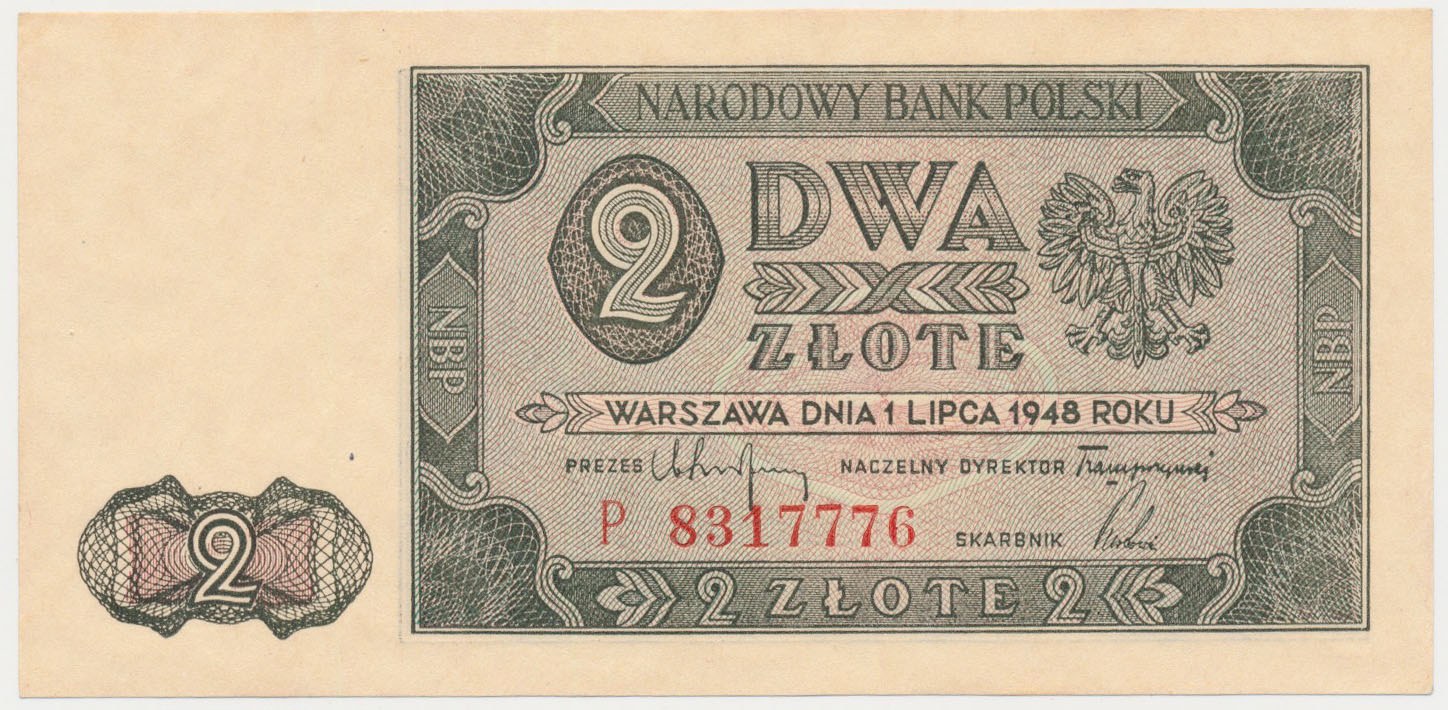 NARODOWY BANK POLSKI
2
DWA
ZŁOTE
NBP
NBP
WARSZAWA DNIA 1 LIPCA 1948 ROKU
PREZES
NACZELNY DYREKTOR
P 8317776
SKARBNIK
2
2 ZŁOTE 2